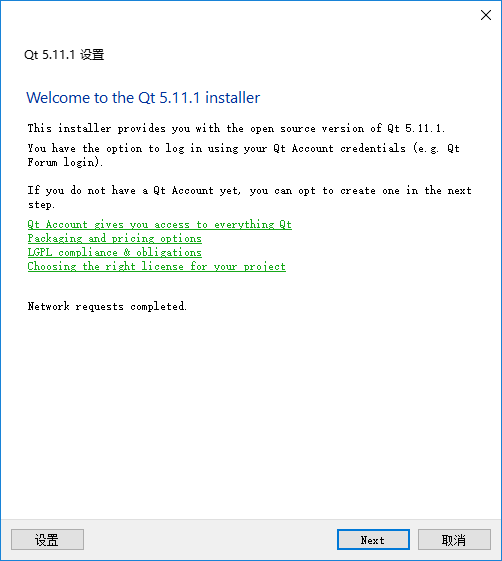 Qt 5.11.1 设置
Welcome to the Qt 5.11.1 installer
This installer provides you with the open source version of Qt 5.11.1.
You have the option to log in using your Qt Account credentials (e.g. Qt
Forum login).
If you do not have a Qt Account yet, you can opt to create one in the next
step.
Qt Account gives you access to everything Qt
Packaging and pricing options
LGPL compliance & obligations
Choosing the right license for your project
Network requests completed.
设置
Next
取消